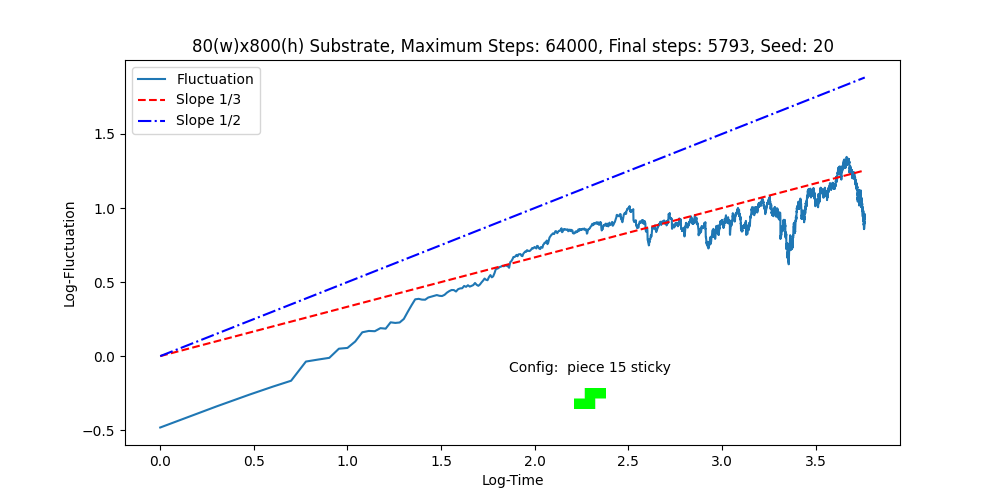 80(w)x800(h) Substrate, Maximum Steps: 64000, Final steps: 5793, Seed: 20
Fluctuation
Slope 1/3
Slope 1/2
1.5
1.0
0.5
0.0
−0.5
Log-Fluctuation
Config:  piece 15 sticky
0.0 0.5 1.0 1.5 2.0 2.5 3.0 3.5
Log-Time